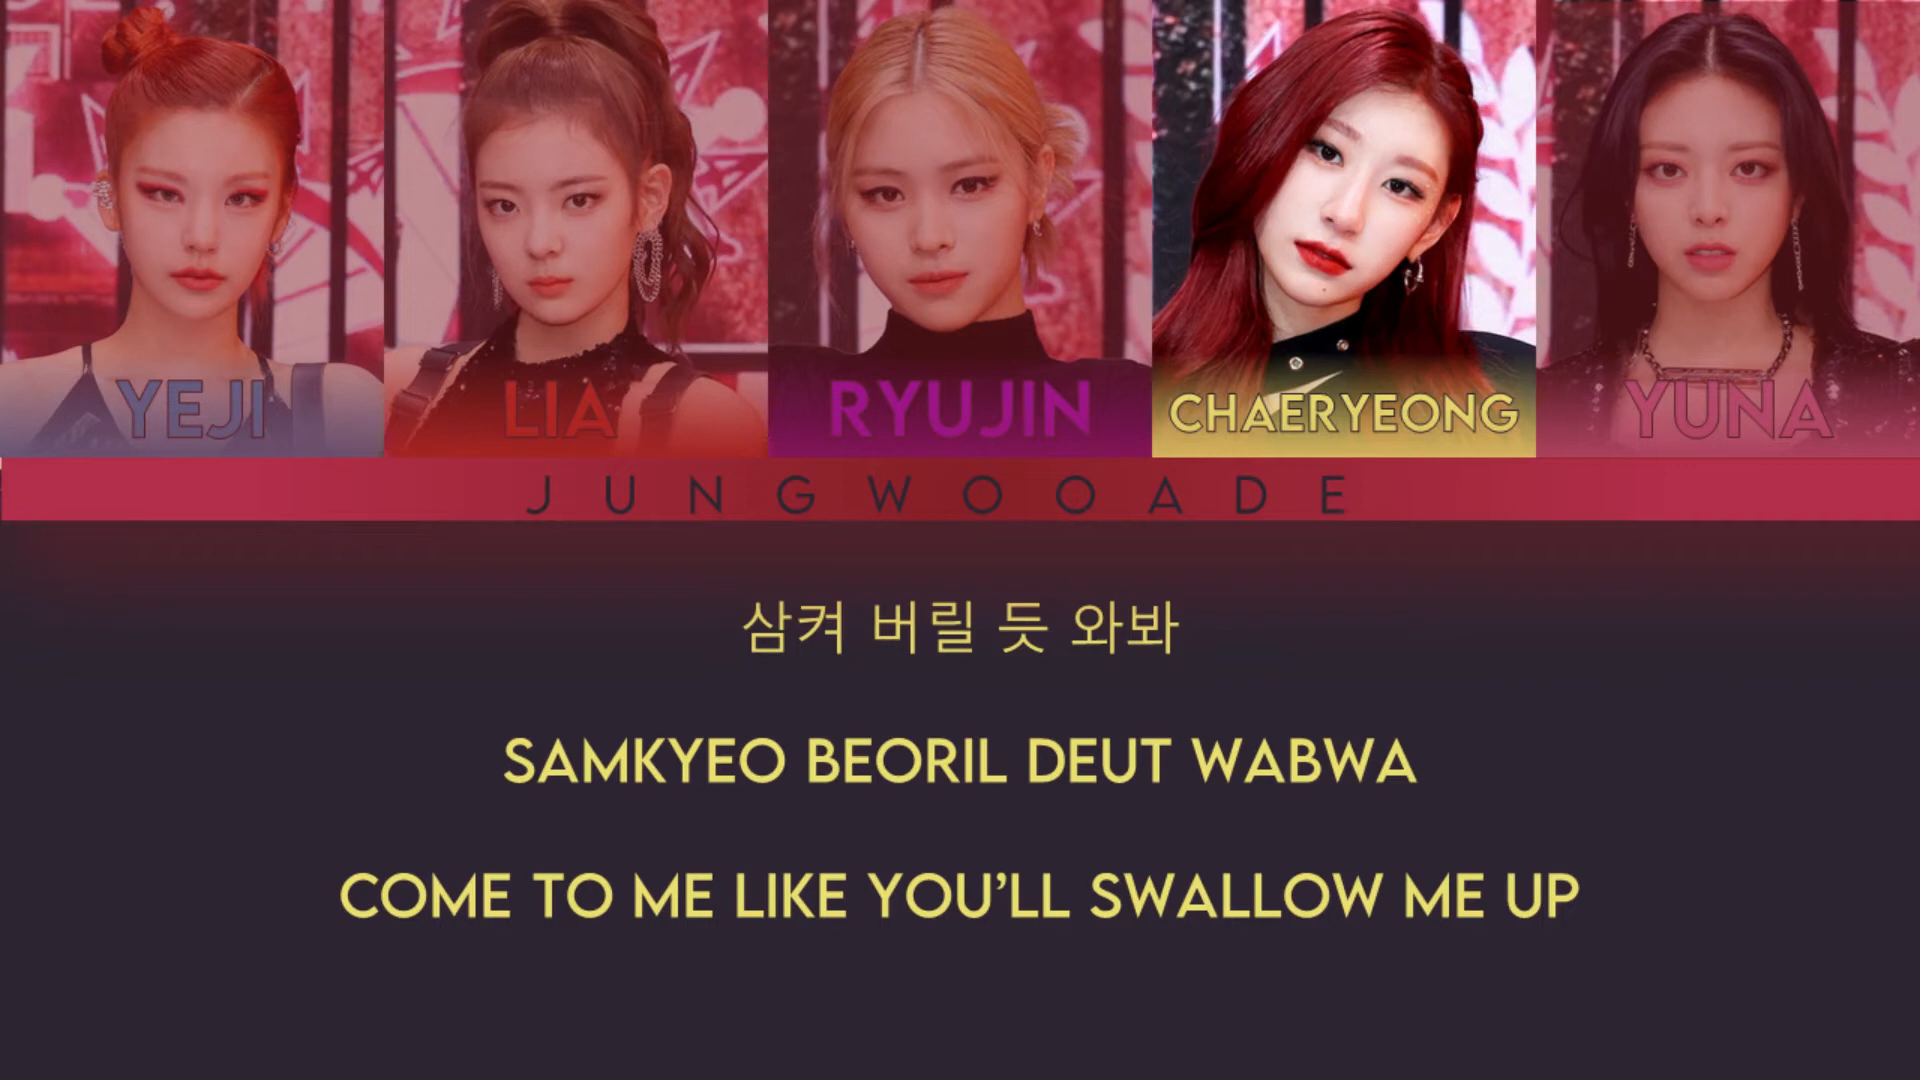 YEJI LIA RYUJIN CHAERYEONG YUNA
JUNGWOOADE
삼켜 버릴 듯 와봐
SAMKYEO BEORIL DEUT WABWA
COME TO ME LIKE YOU’LL SWALLOW ME UP